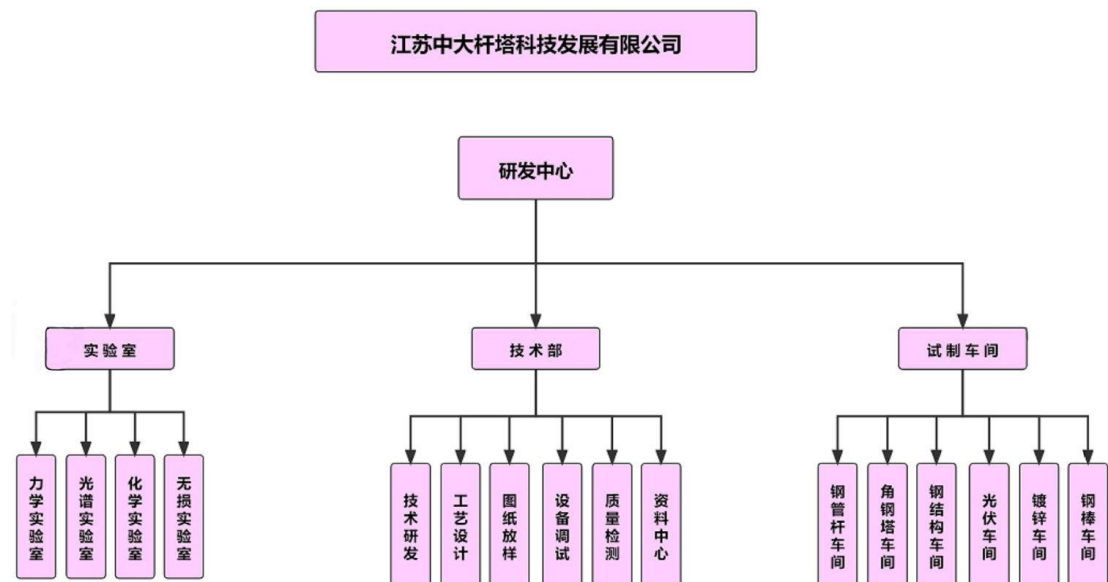 江苏中大杆塔科技发展有限公司
研发中心
实验室
技术部
试制车间
力学实验室
光谱实验室
化学实验室
无损实验室
技术研发
工艺设计
图纸放样
设备调试
质量检测
资料中心
钢管杆车间
角钢塔车间
钢结构车间
光伏车间
镀锌车间
钢棒车间